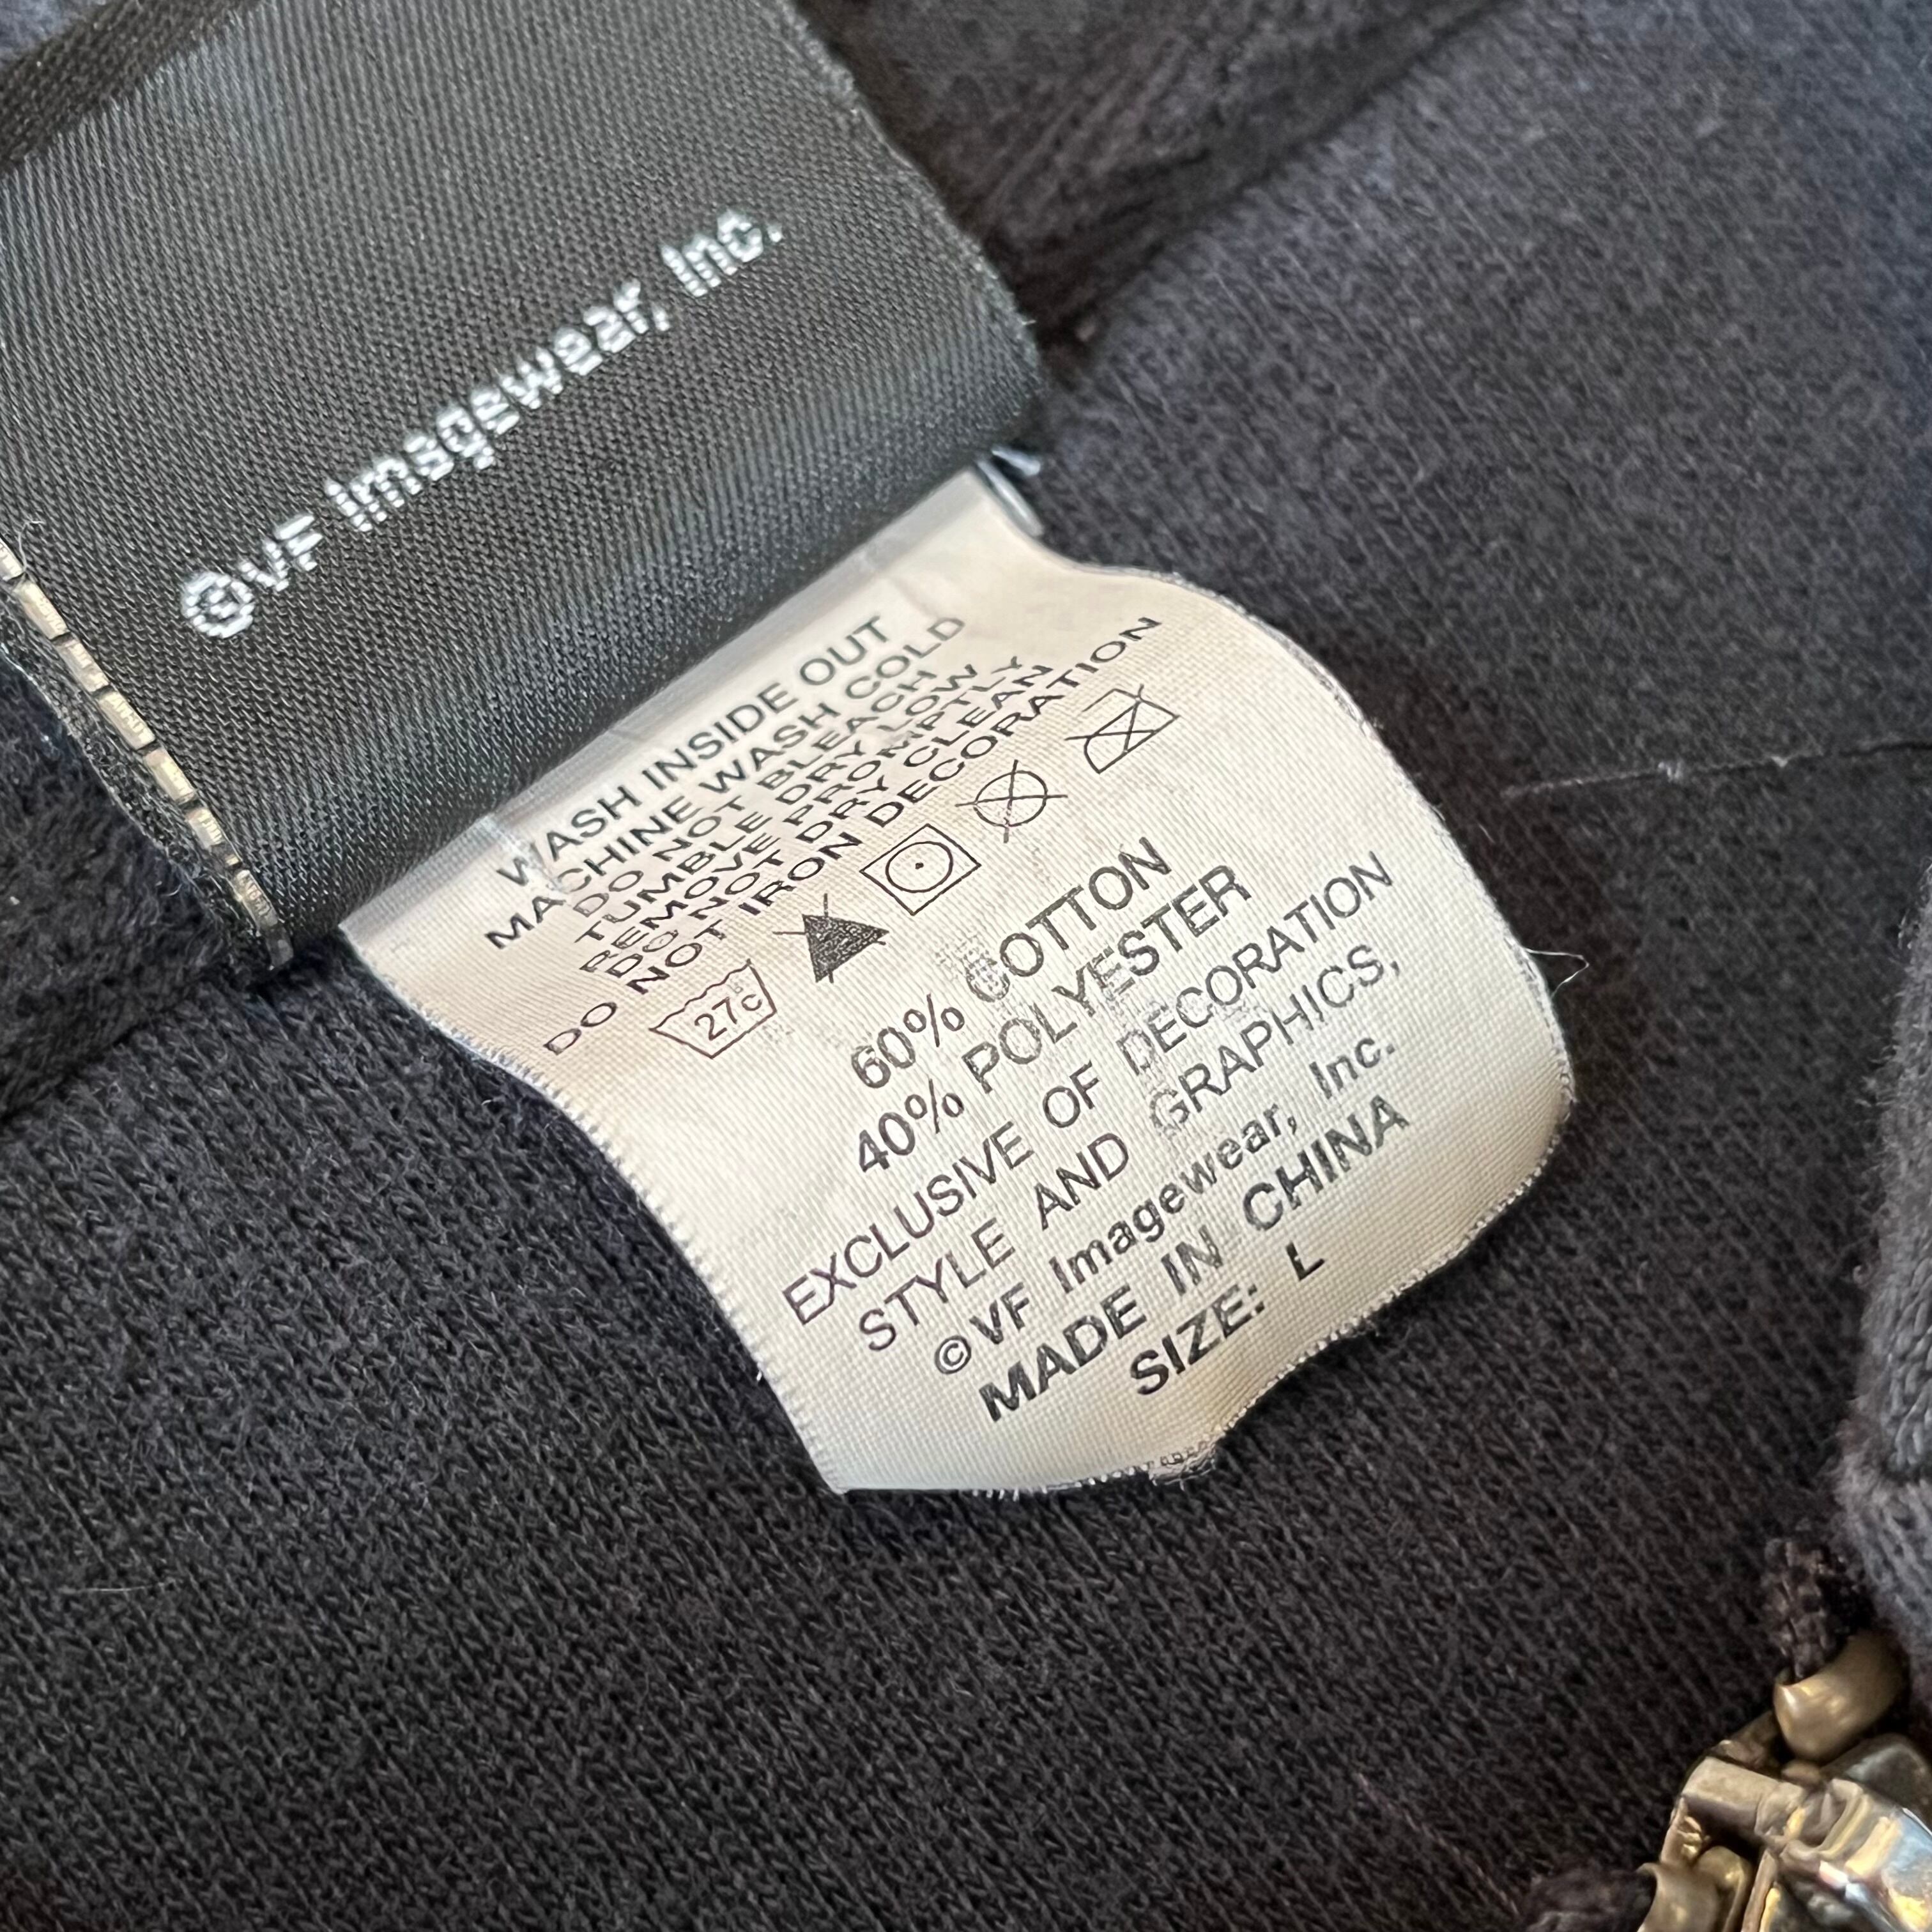 ©VF Imagewear, Inc.
WASH INSIDE OUT
MACHINE WASH COLD
DO NOT BLEACH
TUMBLE DRY LOW
REMOVE PROMPTLY
DO NOT DRY CLEAN
DO NOT IRON DECORATION
27c
60% COTTON
40% POLYESTER
EXCLUSIVE OF DECORATION
STYLE AND GRAPHICS,
©VF Imagewear, Inc.
MADE IN CHINA
SIZE: L